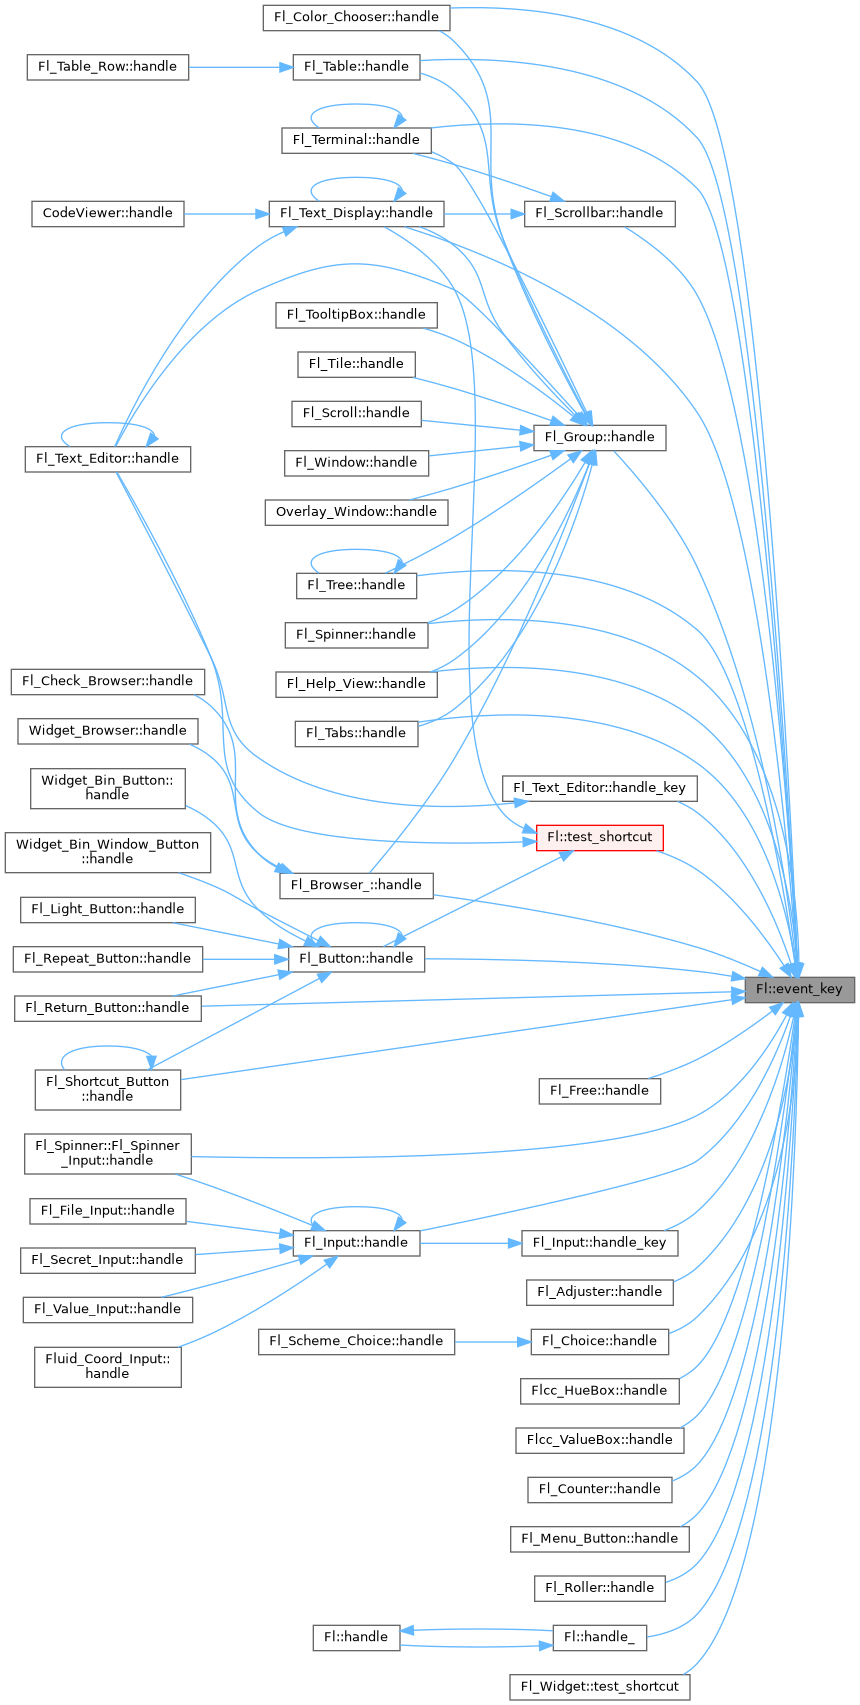 Fl_Color_Chooser::handle
Fl_Table_Row::handle
Fl_Table::handle
Fl_Terminal::handle
CodeViewer::handle
Fl_Text_Display::handle
Fl_Scrollbar::handle
Fl_TooltipBox::handle
Fl_Tile::handle
Fl_Scroll::handle
Fl_Group::handle
Fl_Text_Editor::handle
Fl_Window::handle
Overlay_Window::handle
Fl_Tree::handle
Fl_Spinner::handle
Fl_Check_Browser::handle
Fl_Help_View::handle
Widget_Browser::handle
Fl_Tabs::handle
Widget_Bin_Button::
handle
Fl_Text_Editor::handle_key
Fl::test_shortcut
Widget_Bin_Window_Button
::handle
Fl_Browser_::handle
Fl_Light_Button::handle
Fl_Repeat_Button::handle
Fl_Button::handle
Fl::event_key
Fl_Return_Button::handle
Fl_Shortcut_Button
::handle
Fl_Free::handle
Fl_Spinner::Fl_Spinner
_Input::handle
Fl_File_Input::handle
Fl_Input::handle
Fl_Input::handle_key
Fl_Secret_Input::handle
Fl_Adjuster::handle
Fl_Value_Input::handle
Fl_Scheme_Choice::handle
Fl_Choice::handle
Fluid_Coord_Input::
handle
Flcc_HueBox::handle
Flcc_ValueBox::handle
Fl_Counter::handle
Fl_Menu_Button::handle
Fl_Roller::handle
Fl::handle
Fl::handle_
Fl_Widget::test_shortcut